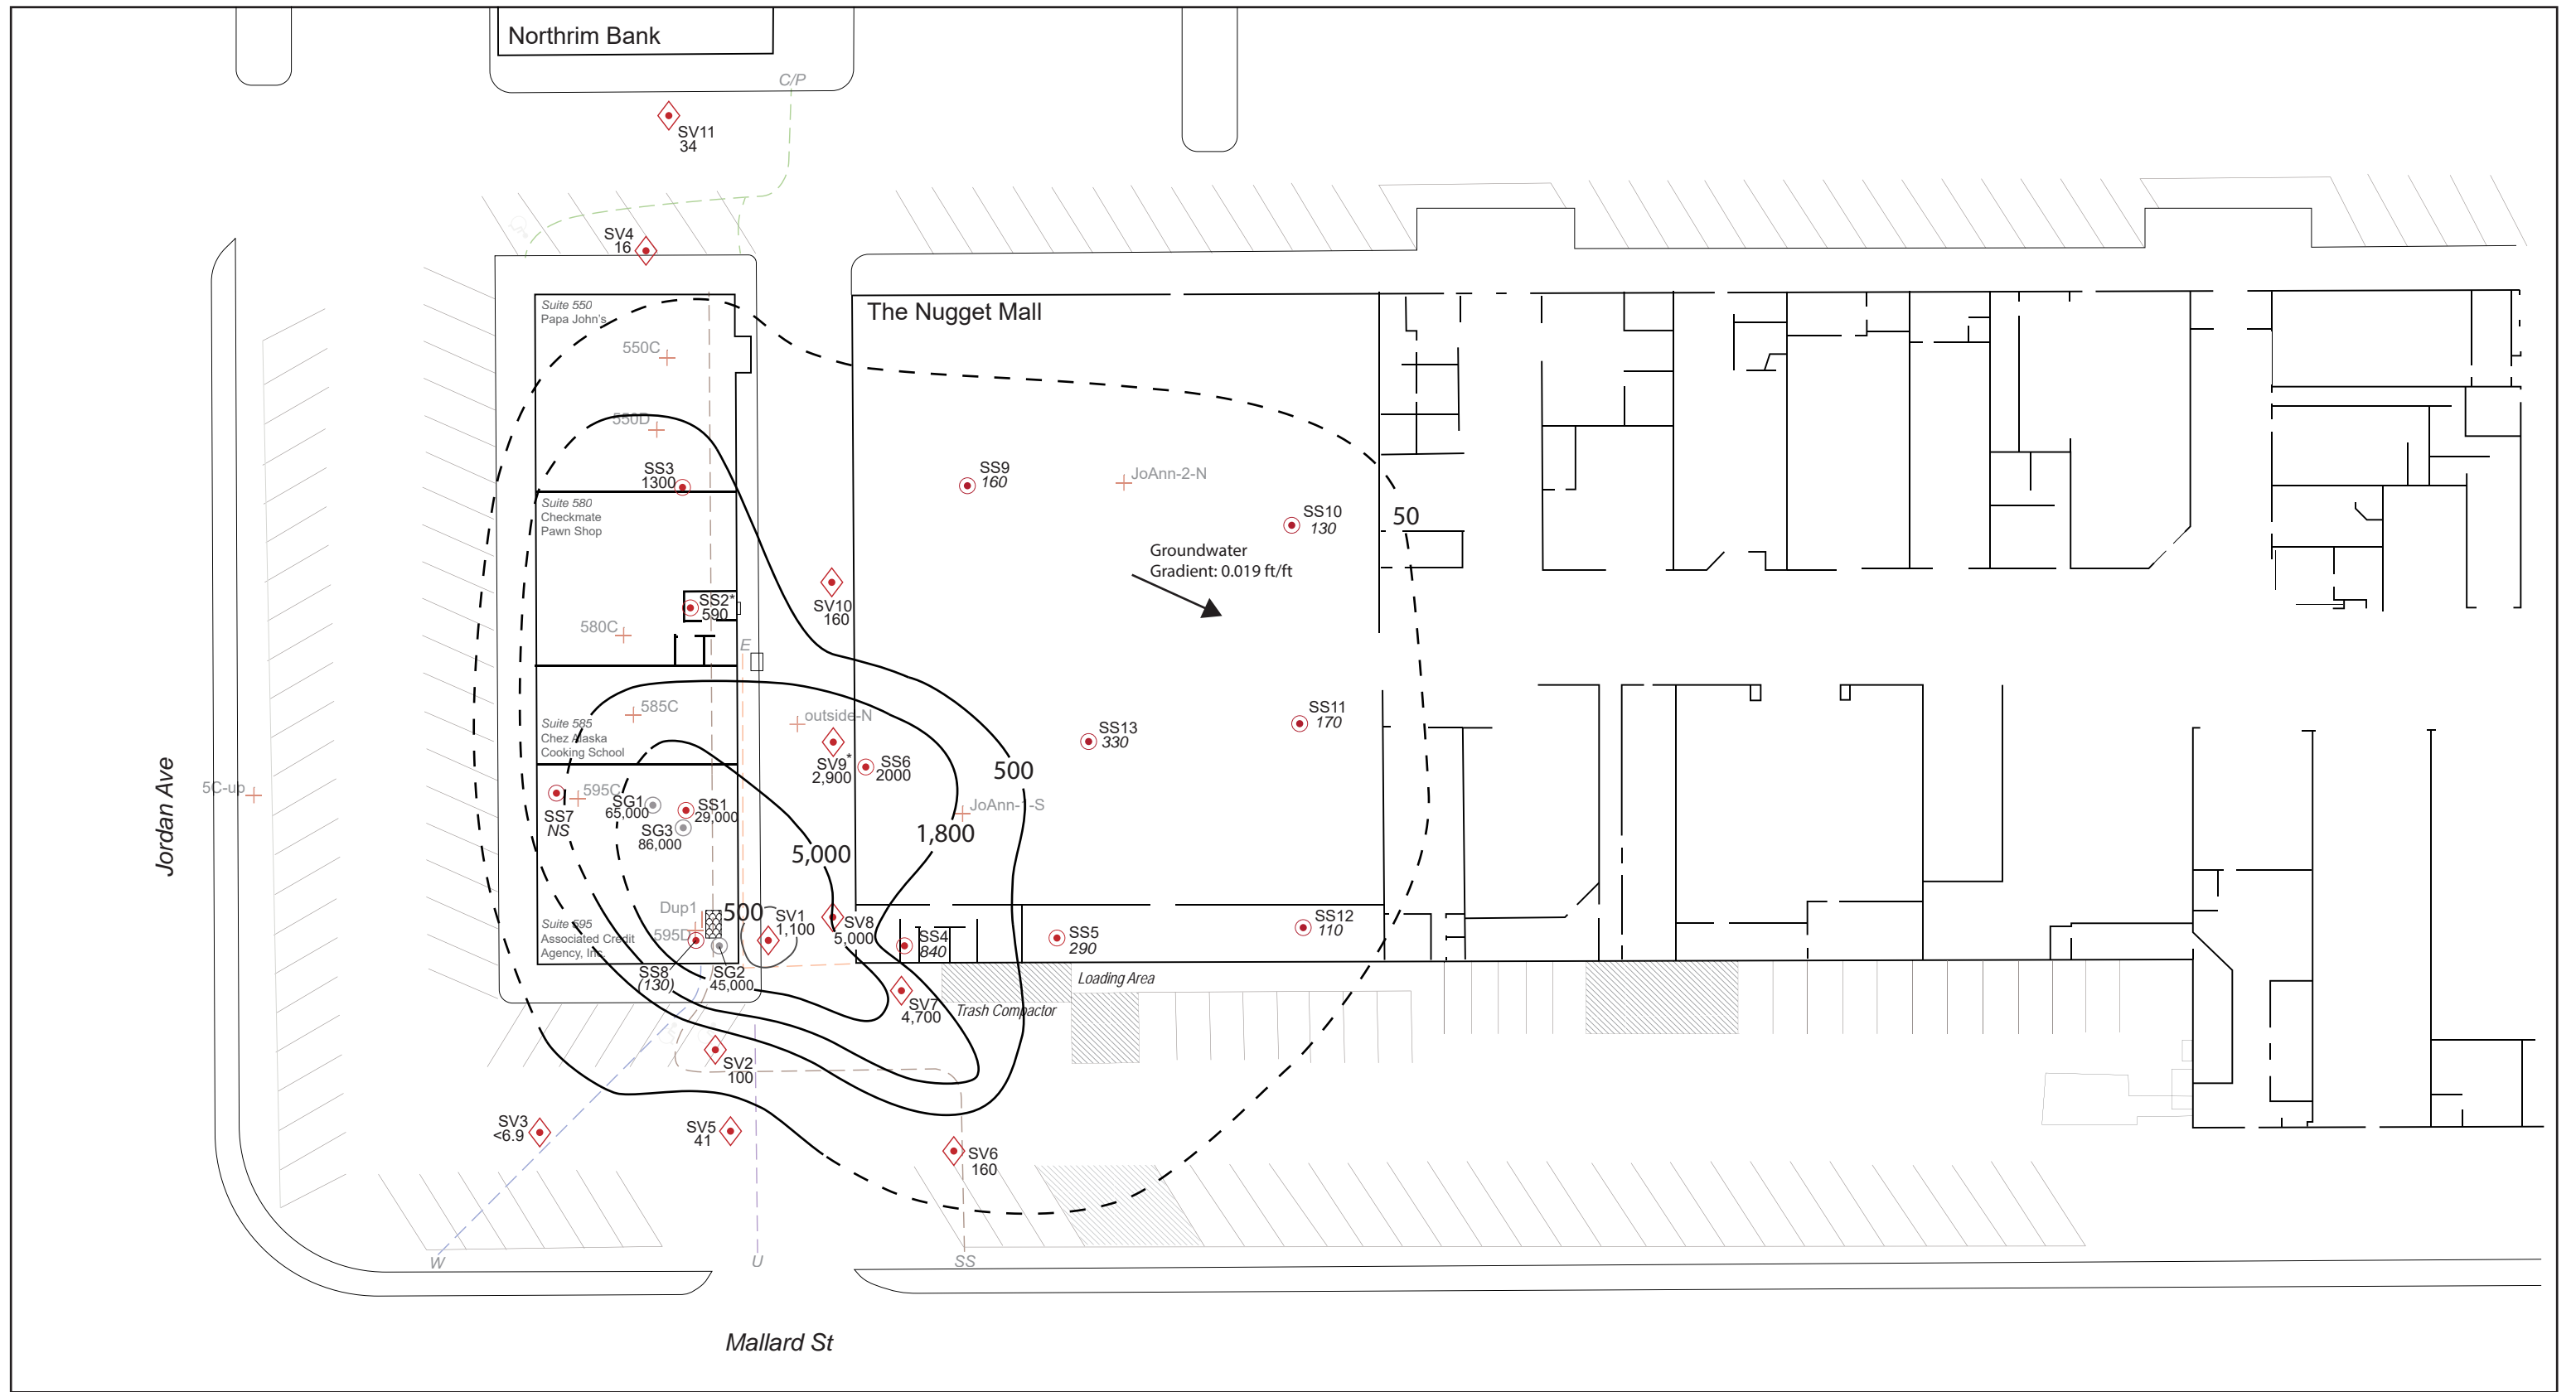 Northrim Bank
C/P
SV11
34
SV4
16
Suite 550
Papa John's
The Nugget Mall
550C
550D
SS3
1300
SS9
160
JoAnn-2-N
SS10
130
50
Suite 580
Checkmate
Pawn Shop
Groundwater
Gradient: 0.019 ft/ft
SS2*
590
SV10
160
580C
E
585C
outside-N
Suite 585
Chez Alaska
Cooking School
SV9*
2,900
SS6
2000
SS13
330
SS11
170
500
Jordan Ave
5C-up
595C
SS7
NS
SG1
65,000
SS1
29,000
SG3
86,000
JoAnn-1-S
1,800
5,000
Dup1
500
SV1
1,100
SV8
5,000
SS4
840
SS5
290
SS12
110
Suite 595
Associated Credit
Agency, Inc.
595D
SS8
(130)
SG2
45,000
SV7
4,700
Loading Area
Trash Compactor
SV2
100
SV3
<6.9
SV5
41
SV6
160
W
U
SS
Mallard St